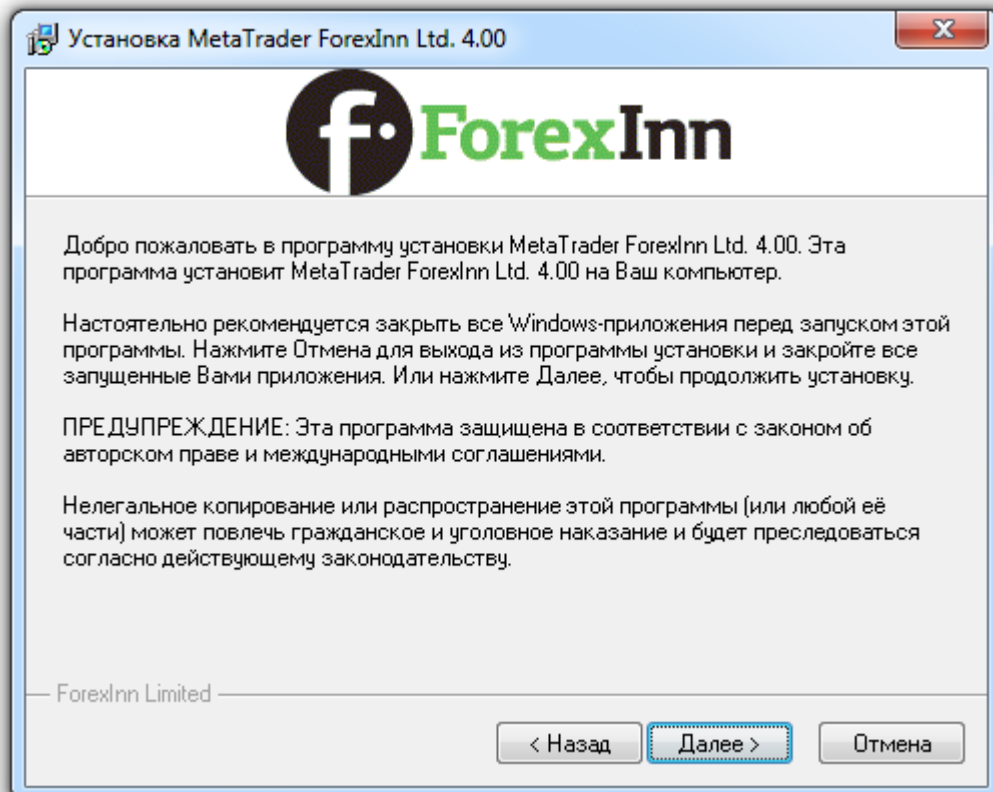 Установка MetaTrader ForexInn Ltd. 4.00
ForexInn
Добро пожаловать в программу установки MetaTrader ForexInn Ltd. 4.00. Эта
программа установит MetaTrader ForexInn Ltd. 4.00 на Ваш компьютер.
Настоятельно рекомендуется закрыть все Windows-приложения перед запуском этой
программы. Нажмите Отмена для выхода из программы установки и закройте все
запущенные Вами приложения. Или нажмите Далее, чтобы продолжить установку.
ПРЕДУПРЕЖДЕНИЕ: Эта программа защищена в соответствии с законом об
авторском праве и международными соглашениями.
Нелегальное копирование или распространение этой программы (или любой её
части) может повлечь гражданское и уголовное наказание и будет преследоваться
согласно действующему законодательству.
ForexInn Limited
< Назад Далее > Отмена